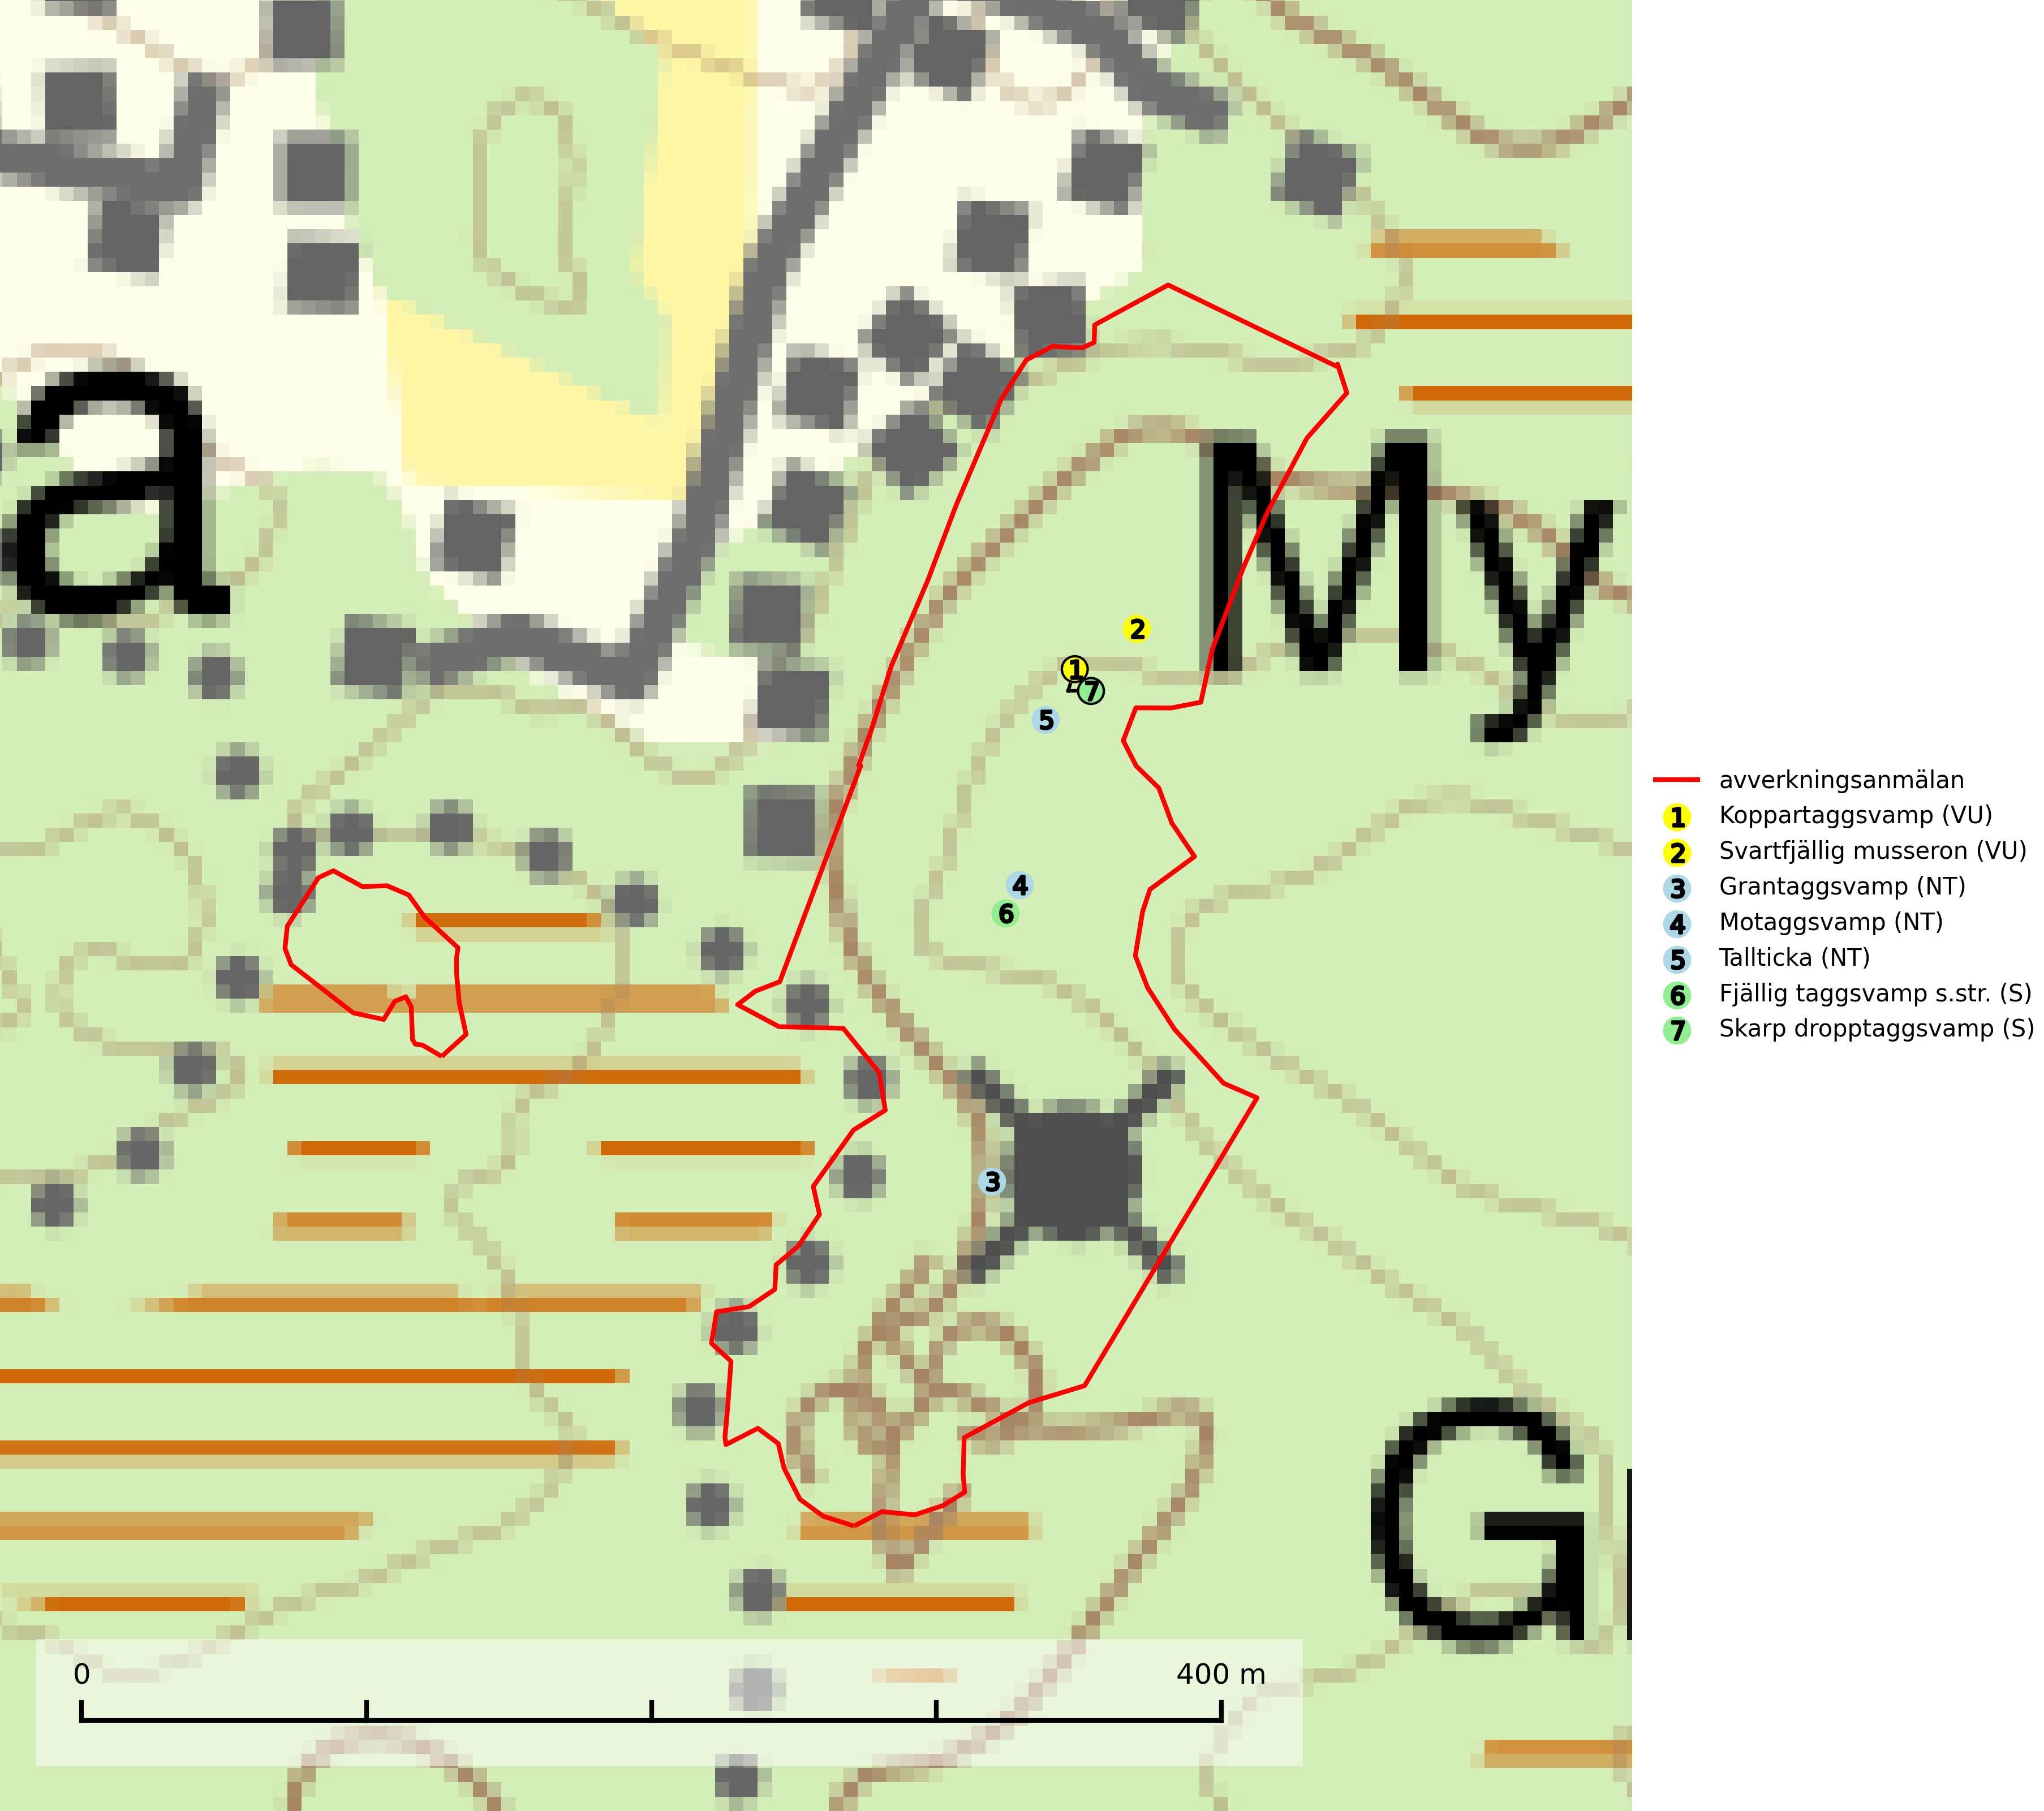 a
My
2
1
7
5
4
6
3
G
0
400 m
avverkningsanmälan
1 Koppartaggsvamp (VU)
2 Svartfjällig musseron (VU)
3 Grantaggsvamp (NT)
4 Motaggsvamp (NT)
5 Tallticka (NT)
6 Fjällig taggsvamp s.str. (S)
7 Skarp dropptaggsvamp (S)